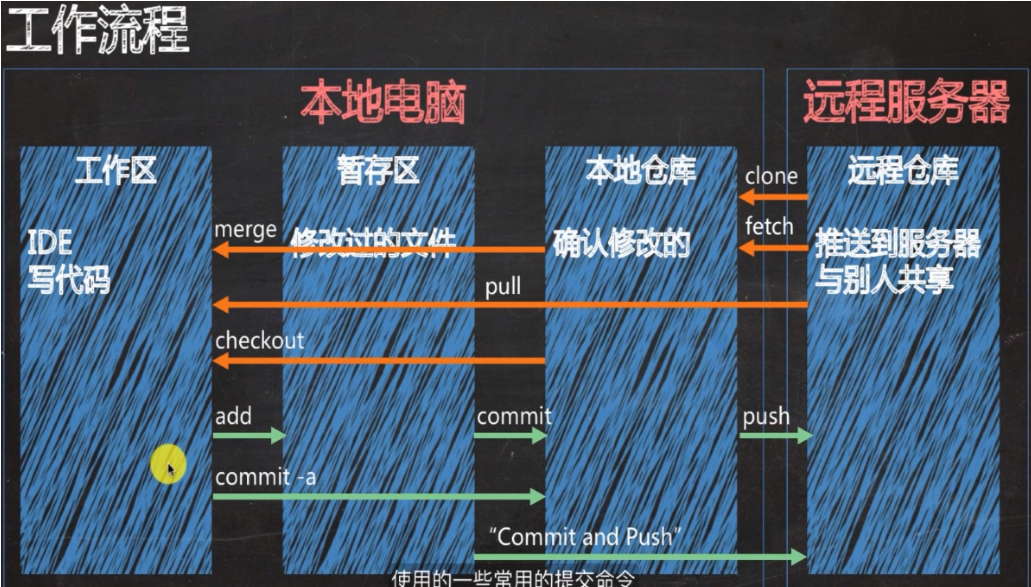 工作流程
本地电脑
远程服务器
工作区
暂存区
本地仓库
远程仓库
clone
fetch
merge
IDE
写代码
修改过的文件
确认修改的
推送到服务器
与别人共享
pull
checkout
add
commit
push
commit -a
“Commit and Push”
使用的一些常用的提交命令